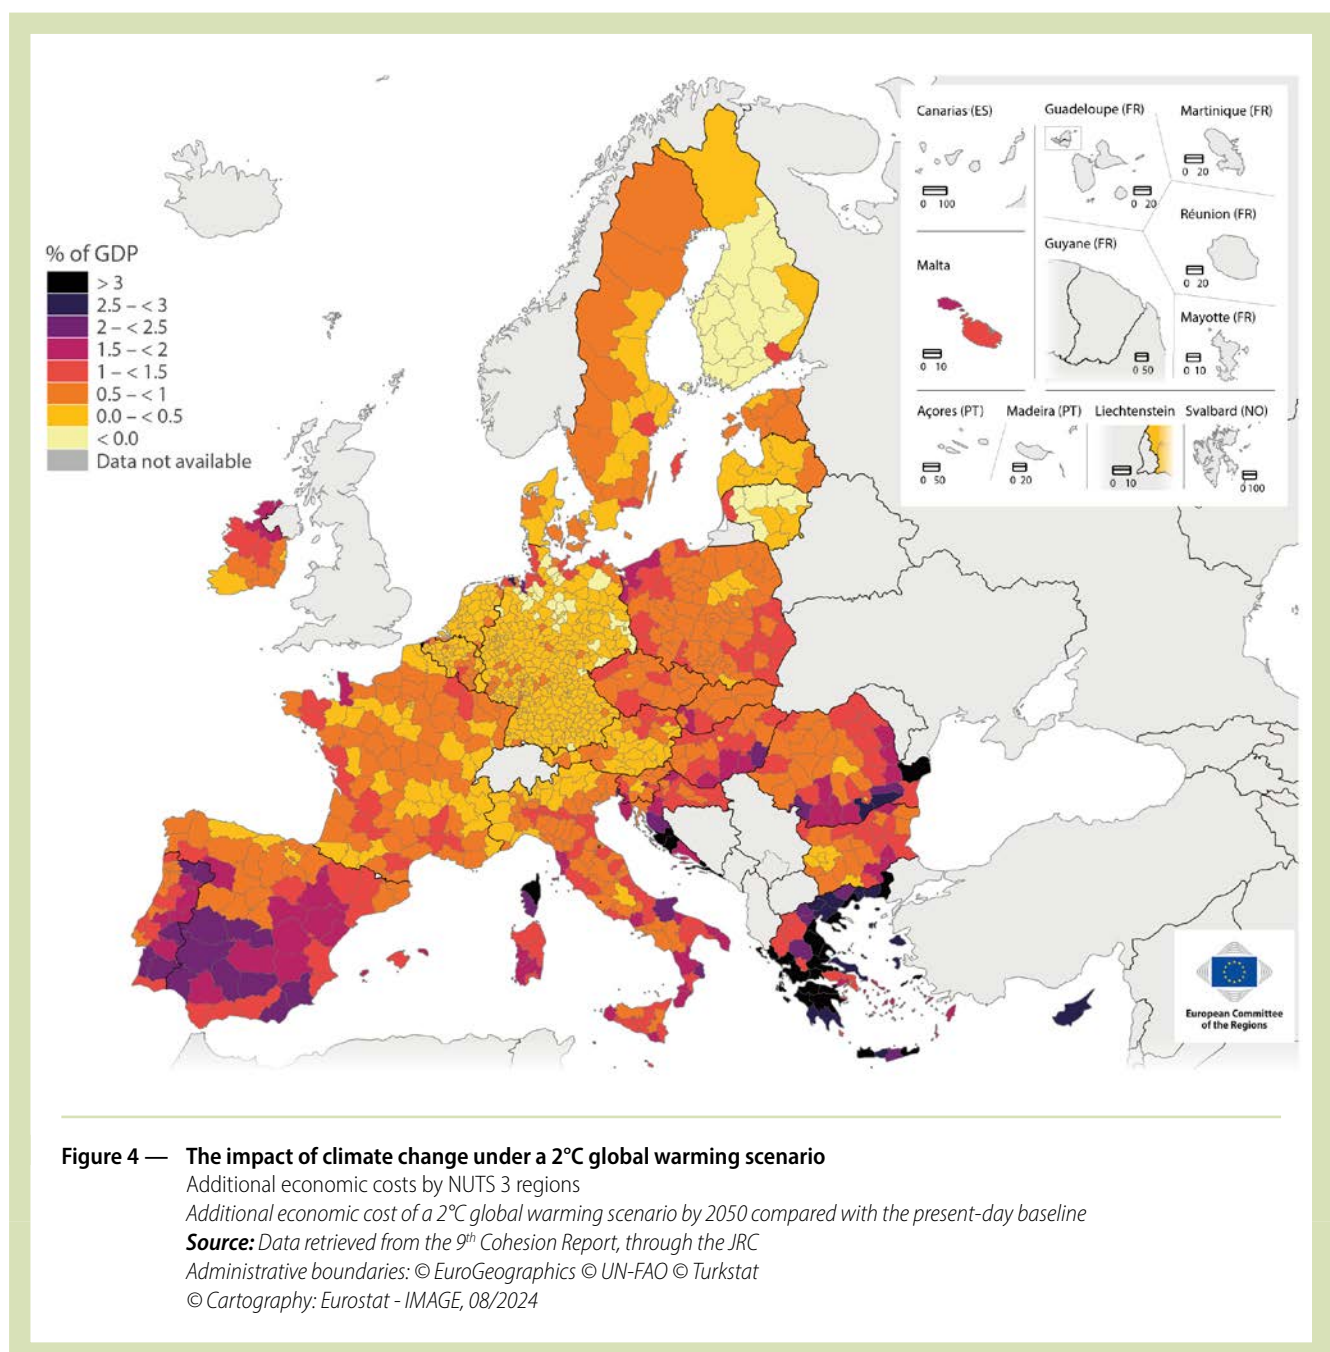 % of GDP
> 3
2.5 – < 3
2 – < 2.5
1.5 – < 2
1 – < 1.5
0.5 – < 1
0.0 – < 0.5
< 0.0
Data not available
Canarias (ES)
0 100
Guadeloupe (FR)
0 20
Martinique (FR)
0 20
Réunion (FR)
0 20
Malta
0 10
Guyane (FR)
0 50
Mayotte (FR)
0 10
Açores (PT)
0 50
Madeira (PT)
0 20
Liechtenstein
0 10
Svalbard (NO)
0 100
European Committee
of the Regions
Figure 4 — The impact of climate change under a 2°C global warming scenario
Additional economic costs by NUTS 3 regions
Additional economic cost of a 2°C global warming scenario by 2050 compared with the present-day baseline
Source: Data retrieved from the 9th Cohesion Report, through the JRC
Administrative boundaries: © EuroGeographics © UN-FAO © Turkstat
© Cartography: Eurostat - IMAGE, 08/2024